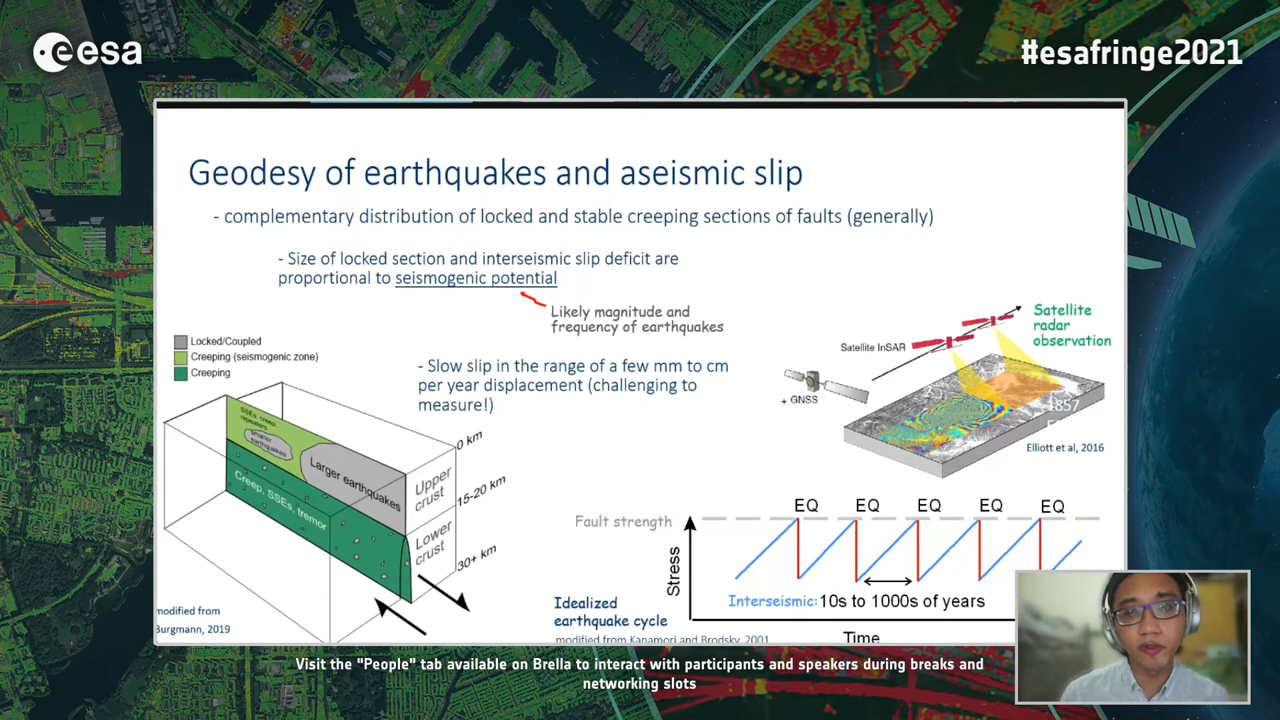 esa
#esafringe2021
Geodesy of earthquakes and aseismic slip
- complementary distribution of locked and stable creeping sections of faults (generally)
- Size of locked section and interseismic slip deficit are
proportional to seismogenic potential
Likely magnitude and
frequency of earthquakes
Locked/Coupled
Creeping (seismogenic zone)
Creeping
- Slow slip in the range of a few mm to cm
per year displacement (challenging to
measure!)
Satellite
radar
observation
Satellite InSAR
+ GNSS
1857
Elliott et al, 2016
SSEs, creep,
repeaters
smaller
earthquakes
Larger earthquakes
Creep, SSEs, tremor
0 km
Upper
crust
15-20 km
Lower
crust
30+ km
modified from
Burgmann, 2019
EQ EQ EQ EQ EQ
Fault strength
Stress
Interseismic: 10s to 1000s of years
Time
Idealized
earthquake cycle
modified from Kanamori and Brodsky, 2001
Visit the "People" tab available on Brella to interact with participants and speakers during breaks and
networking slots